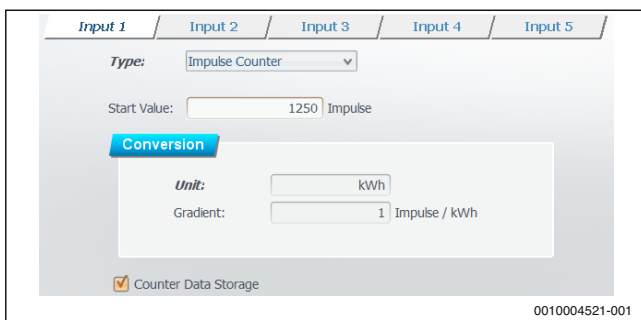 Input 1 Input 2 Input 3 Input 4 Input 5
Type: Impulse Counter
Start Value: 1250 Impulse
Conversion
Unit: kWh
Gradient: 1 Impulse / kWh
Counter Data Storage
0010004521-001